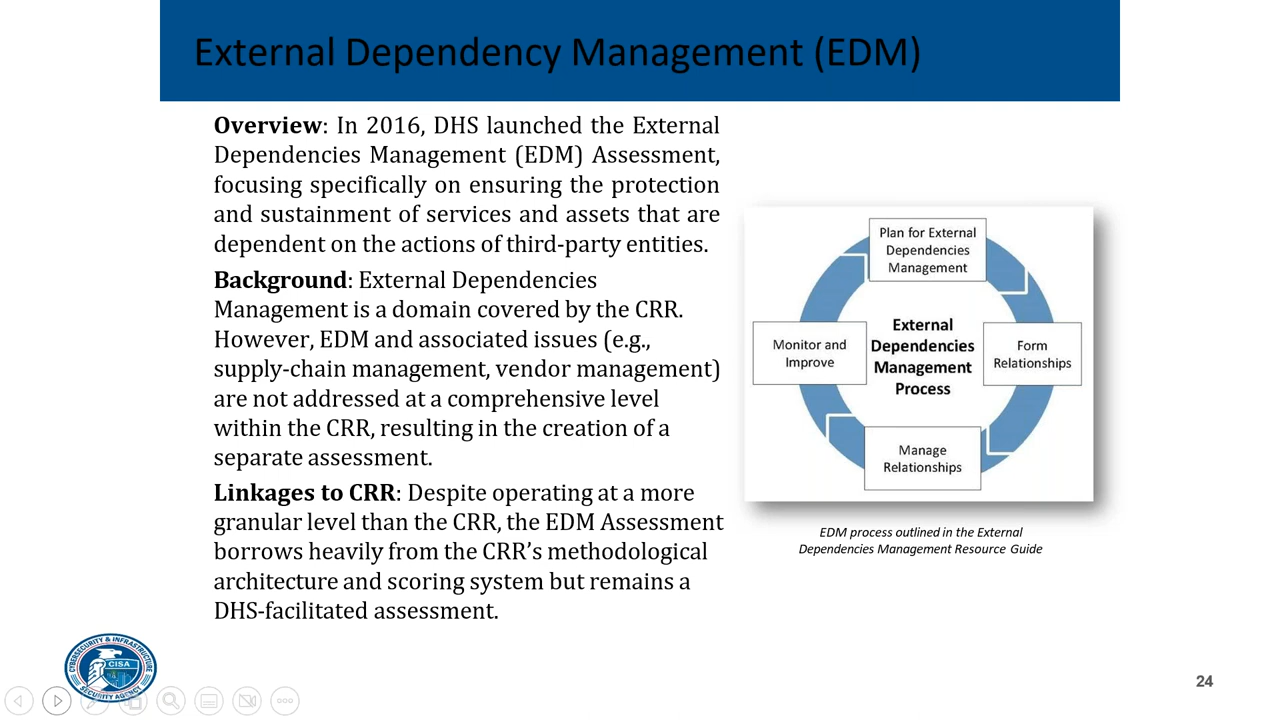 External Dependency Management (EDM)
Overview: In 2016, DHS launched the External
Dependencies Management (EDM) Assessment,
focusing specifically on ensuring the protection
and sustainment of services and assets that are
dependent on the actions of third-party entities.
Background: External Dependencies
Management is a domain covered by the CRR.
However, EDM and associated issues (e.g.,
supply-chain management, vendor management)
are not addressed at a comprehensive level
within the CRR, resulting in the creation of a
separate assessment.
Linkages to CRR: Despite operating at a more
granular level than the CRR, the EDM Assessment
borrows heavily from the CRR’s methodological
architecture and scoring system but remains a
DHS-facilitated assessment.
Plan for External
Dependencies
Management
Form
Relationships
Manage
Relationships
Monitor and
Improve
External
Dependencies
Management
Process
EDM process outlined in the External
Dependencies Management Resource Guide
CYBERSECURITY & INFRASTRUCTURE
CISA
SECURITY AGENCY
24